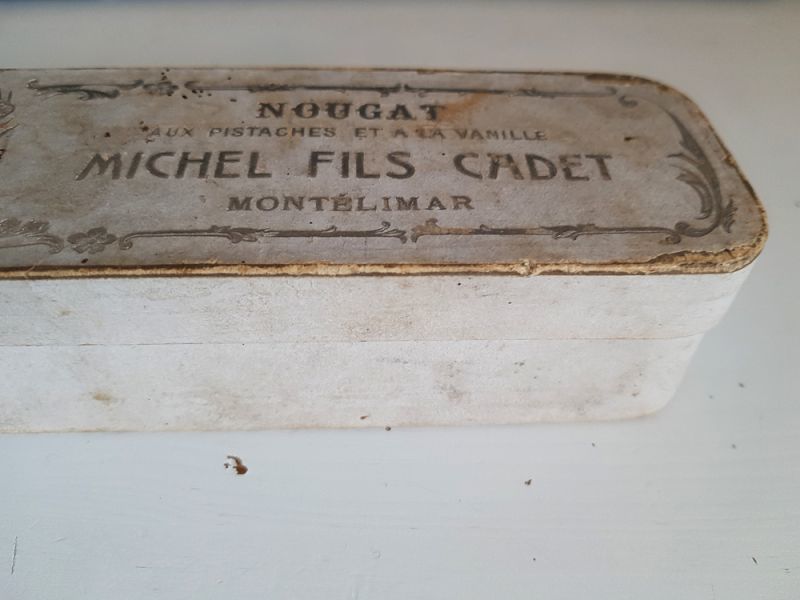 NOUGAT
AUX PISTACHES ET A LA VANILLE
MICHEL FILS CADET
MONTÉLIMAR